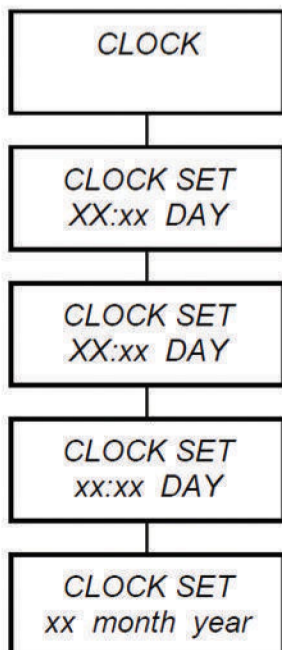 CLOCK
CLOCK SET
XX:xx DAY
CLOCK SET
XX:xx DAY
CLOCK SET
xx:xx DAY
CLOCK SET
xx month year